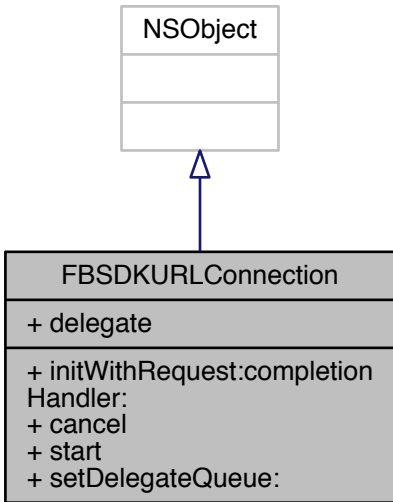 NSObject
FBSDKURLConnection
+ delegate
+ initWithRequest:completion
Handler:
+ cancel
+ start
+ setDelegateQueue: